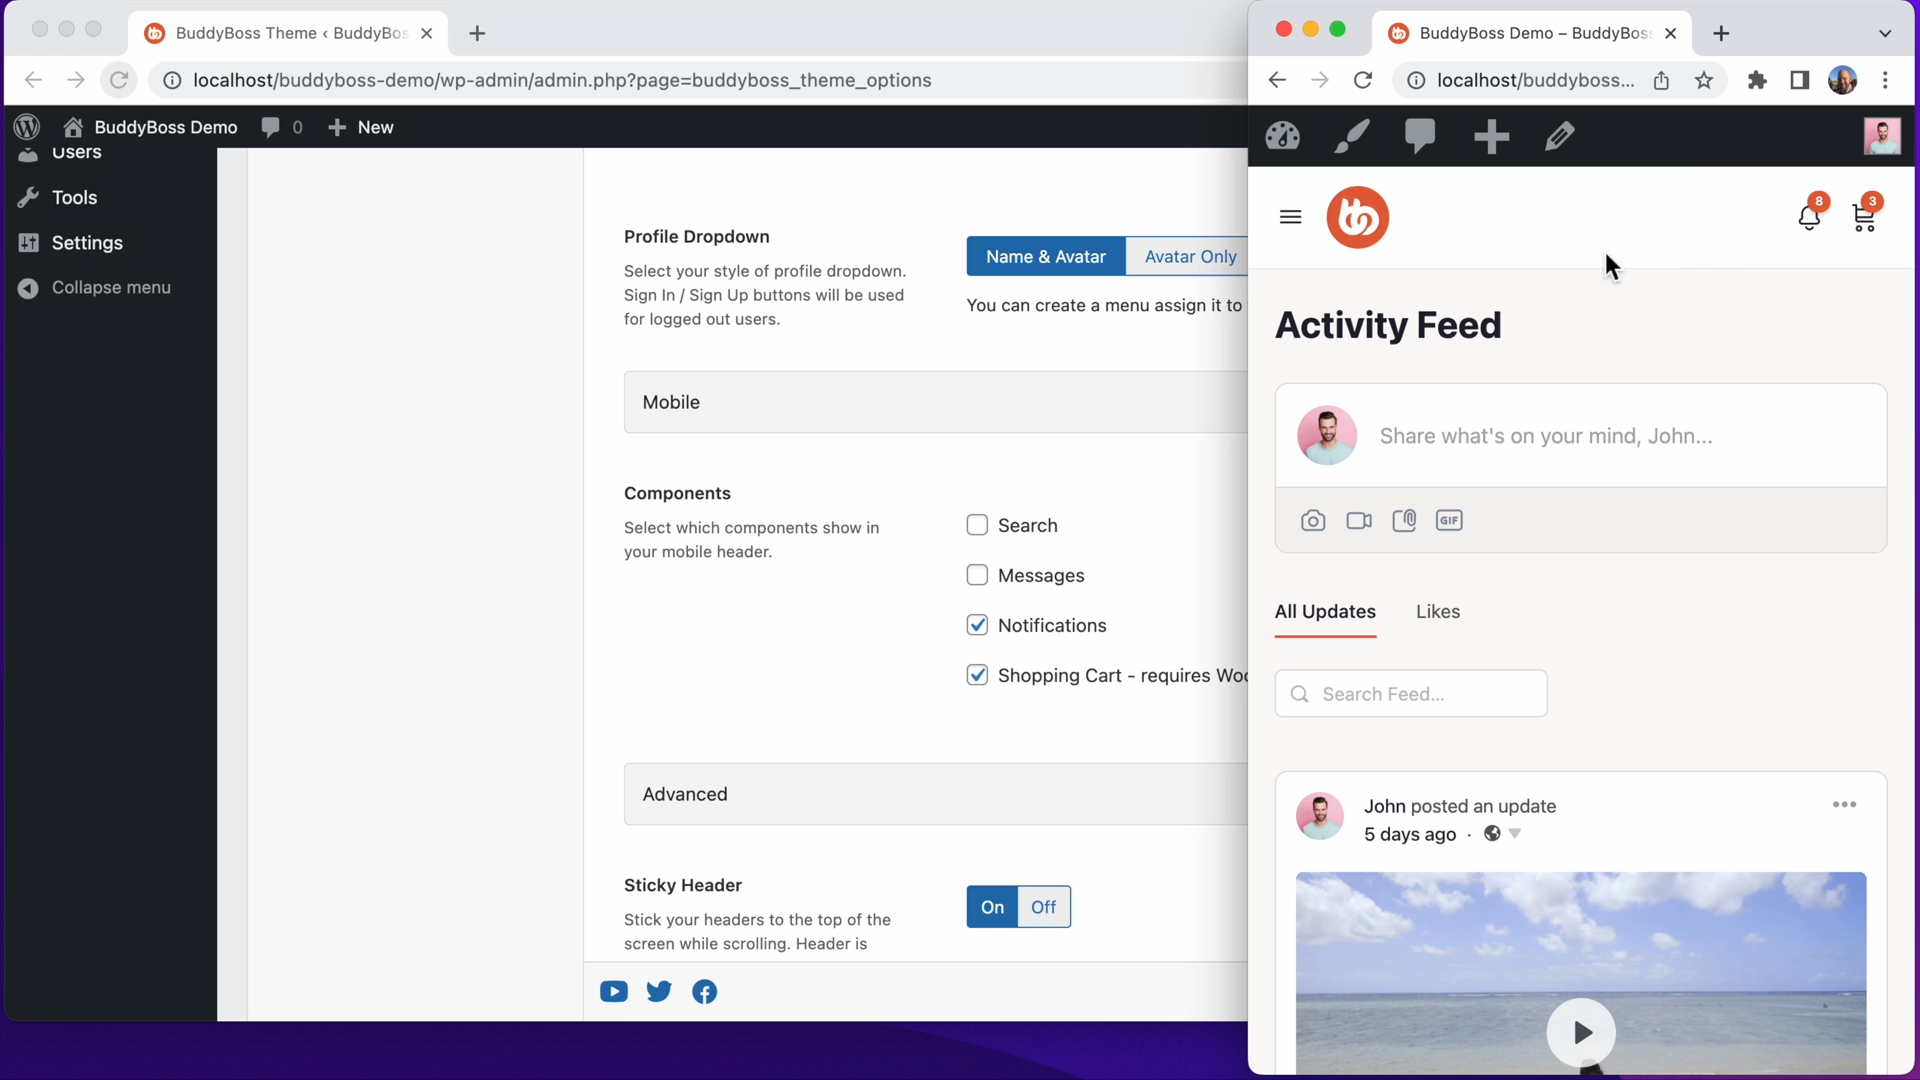 BuddyBoss Theme ‹ BuddyBos
localhost/buddyboss-demo/wp-admin/admin.php?page=buddyboss_theme_options
BuddyBoss Demo
0
New
Users
Tools
Settings
Collapse menu
Profile Dropdown
Select your style of profile dropdown.
Sign In / Sign Up buttons will be used
for logged out users.
Name & Avatar
Avatar Only
You can create a menu assign it to
Mobile
Components
Select which components show in
your mobile header.
Search
Messages
Notifications
Shopping Cart - requires Woo
Advanced
Sticky Header
Stick your headers to the top of the
screen while scrolling. Header is
On
Off
BuddyBoss Demo – BuddyBoss
localhost/buddyboss...
8
3
Activity Feed
Share what's on your mind, John...
GIF
All Updates
Likes
Search Feed...
John posted an update
5 days ago ·